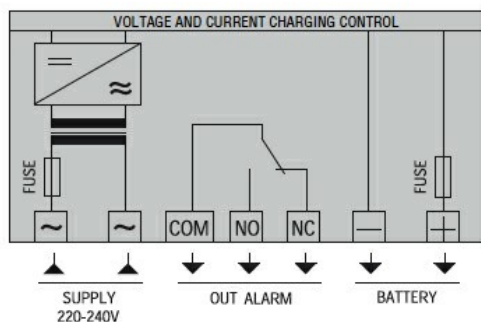 VOLTAGE AND CURRENT CHARGING CONTROL
FUSE
FUSE
~ ~ COM NO NC − +
SUPPLY
220-240V
OUT ALARM
BATTERY